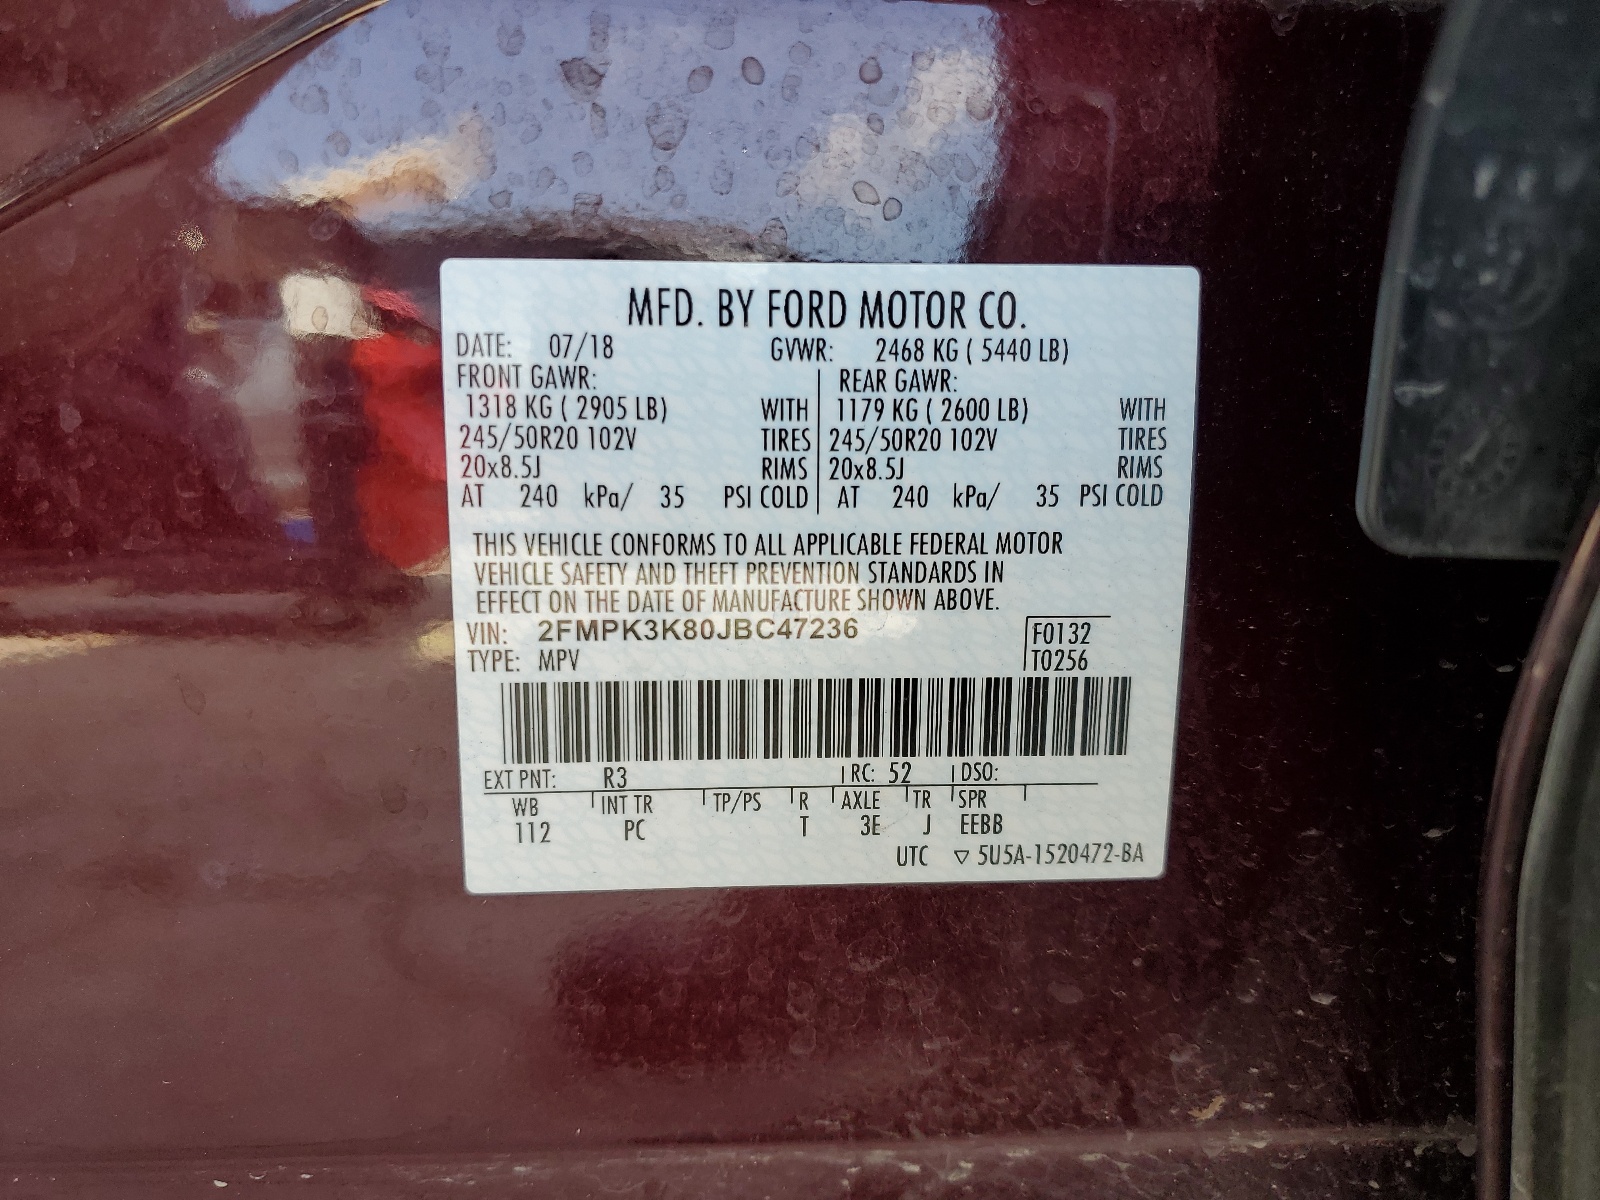 MFD. BY FORD MOTOR CO.
DATE: 07/18 GVWR: 2468 KG ( 5440 LB)
FRONT GAWR: REAR GAWR:
1318 KG ( 2905 LB) WITH 1179 KG ( 2600 LB) WITH
245/50R20 102V TIRES 245/50R20 102V TIRES
20x8.5J RIMS 20x8.5J RIMS
AT 240 kPa/ 35 PSI COLD AT 240 kPa/ 35 PSI COLD
THIS VEHICLE CONFORMS TO ALL APPLICABLE FEDERAL MOTOR
VEHICLE SAFETY AND THEFT PREVENTION STANDARDS IN
EFFECT ON THE DATE OF MANUFACTURE SHOWN ABOVE.
VIN: 2FMPK3K80JBC47236 F0132
TYPE: MPV T0256
EXT PNT: R3 RC: 52 DSO:
WB INT TR TP/PS R AXLE TR SPR
112 PC T 3E J EEBB
UTC ▽ 5U5A-1520472-BA